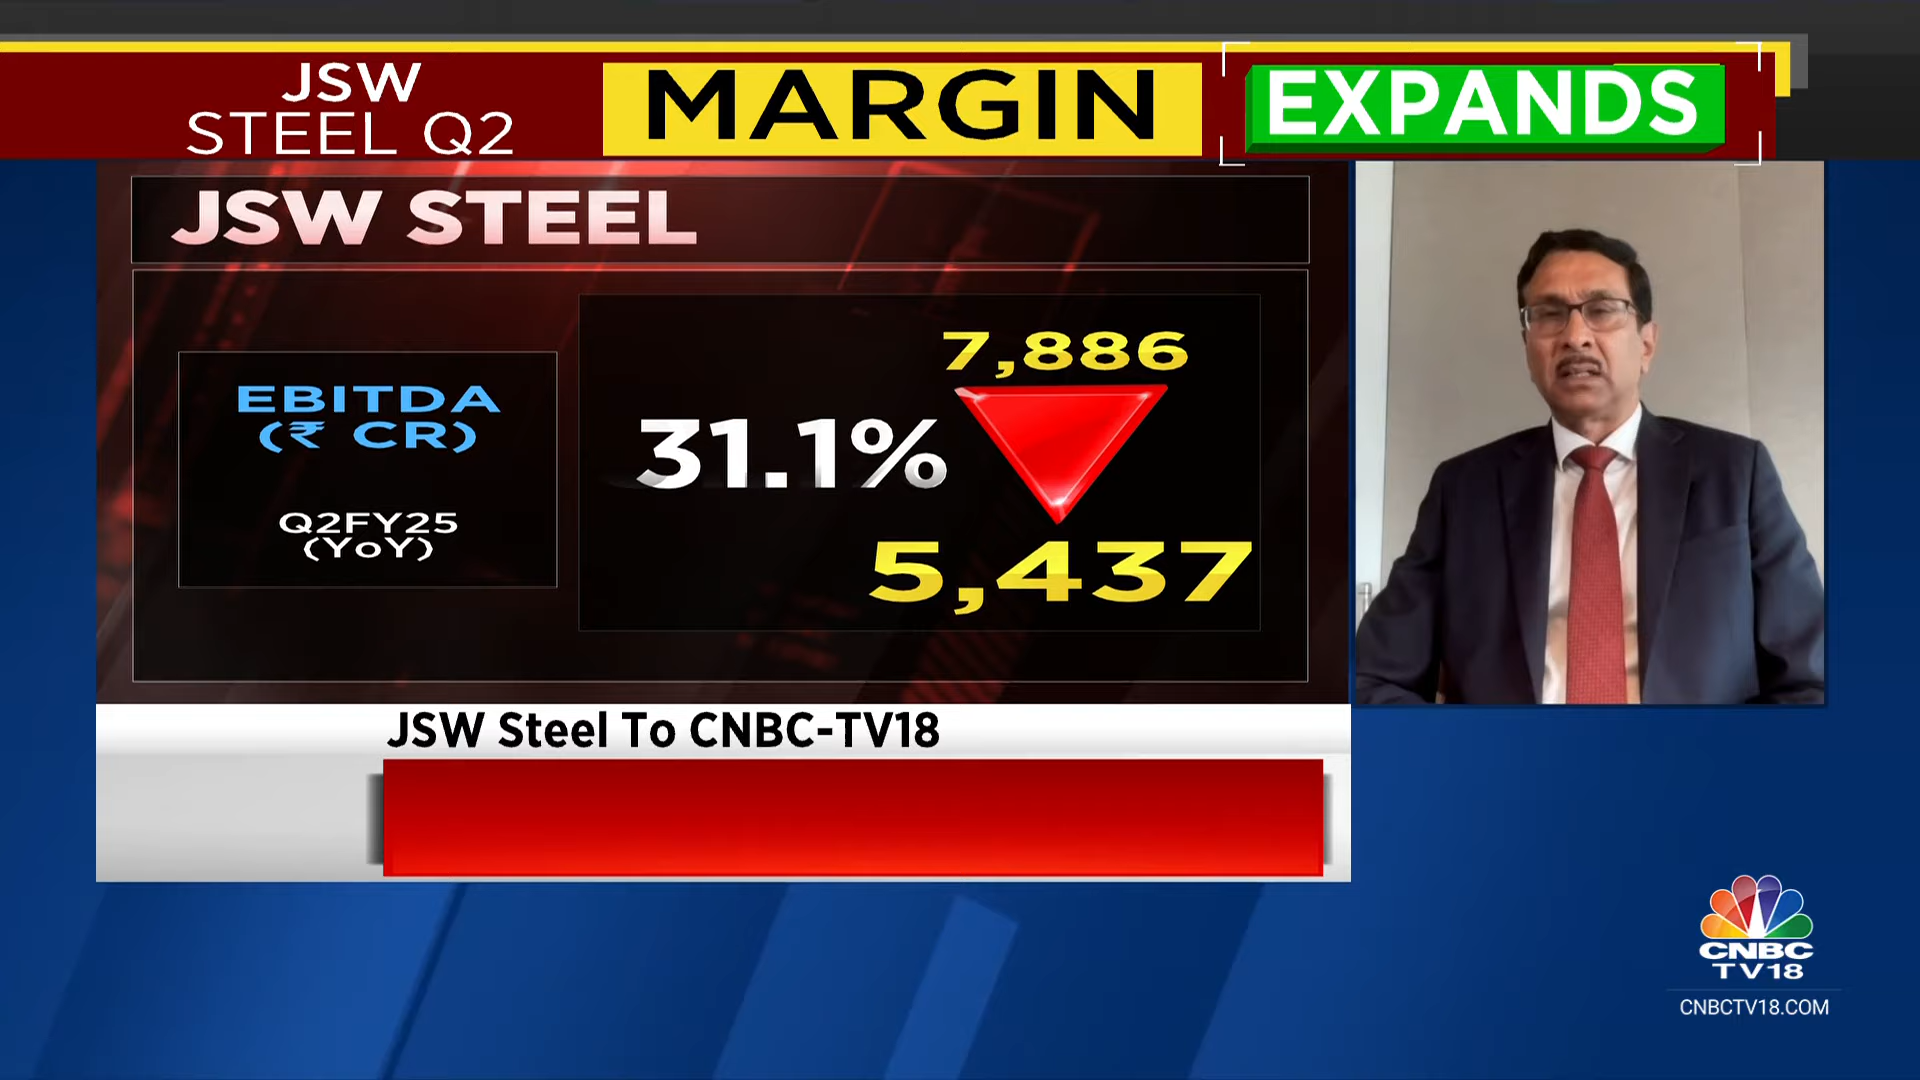 JSW
STEEL Q2
MARGIN
EXPANDS
JSW STEEL
EBITDA
(₹ CR)
Q2FY25
(YoY)
7,886
31.1%
5,437
JSW Steel To CNBC-TV18
CNBC
TV18
CNBCTV18.COM